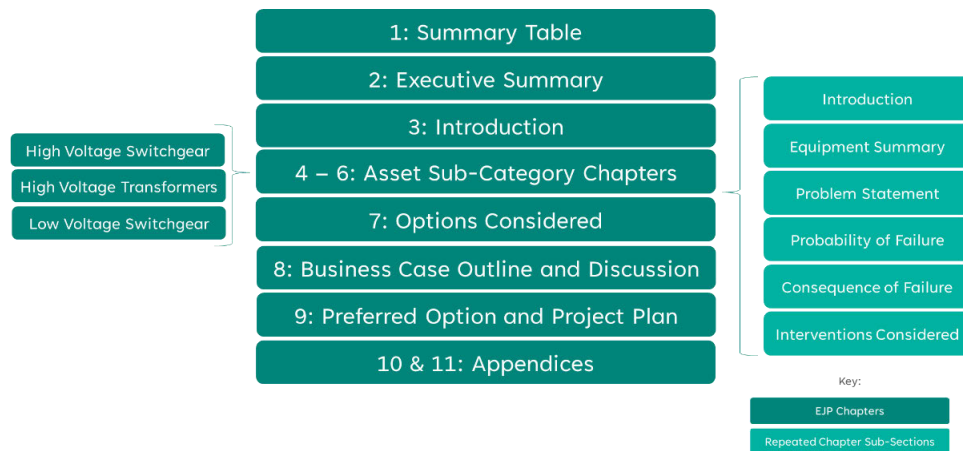 1: Summary Table
2: Executive Summary
3: Introduction
4 – 6: Asset Sub-Category Chapters
7: Options Considered
8: Business Case Outline and Discussion
9: Preferred Option and Project Plan
10 & 11: Appendices
High Voltage Switchgear
High Voltage Transformers
Low Voltage Switchgear
Introduction
Equipment Summary
Problem Statement
Probability of Failure
Consequence of Failure
Interventions Considered
Key:
EJP Chapters
Repeated Chapter Sub-Sections